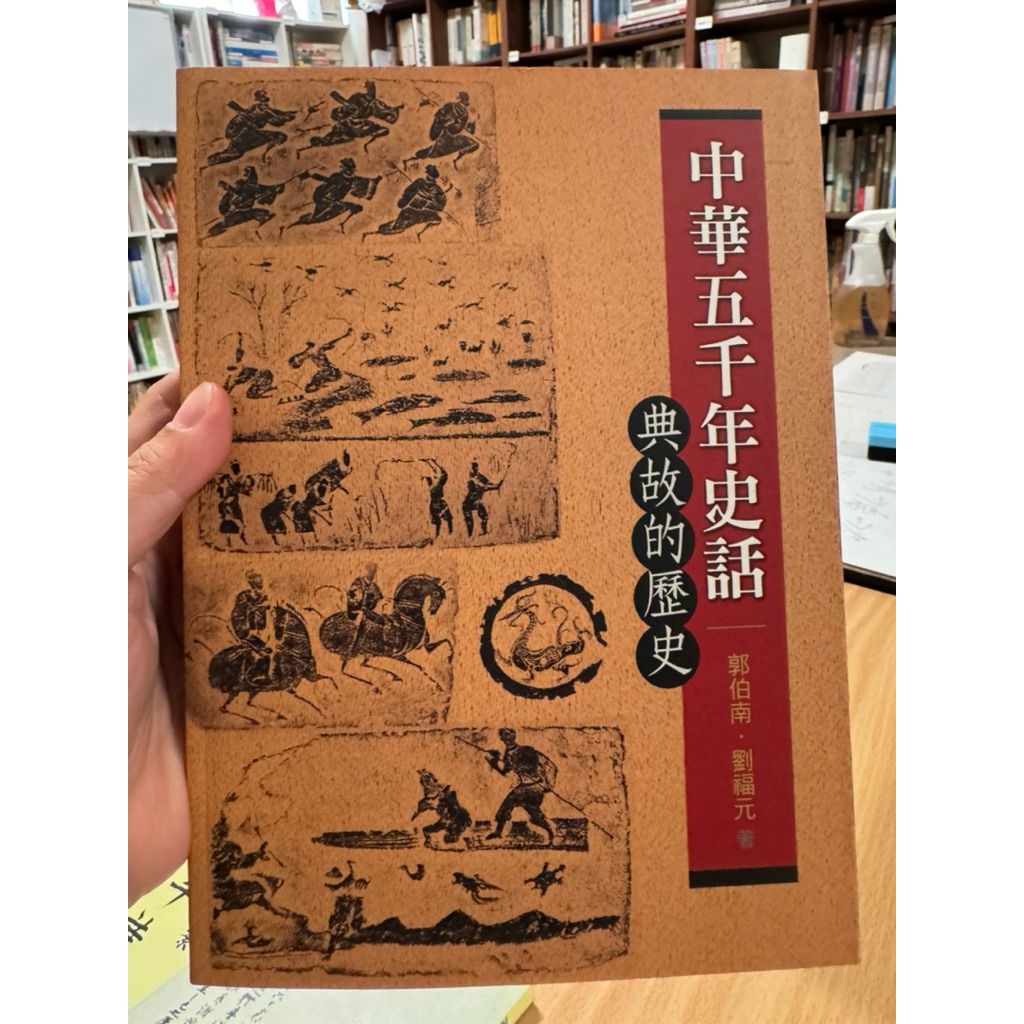 中華五千年史話
典故的歷史
郭伯南．劉福元 著